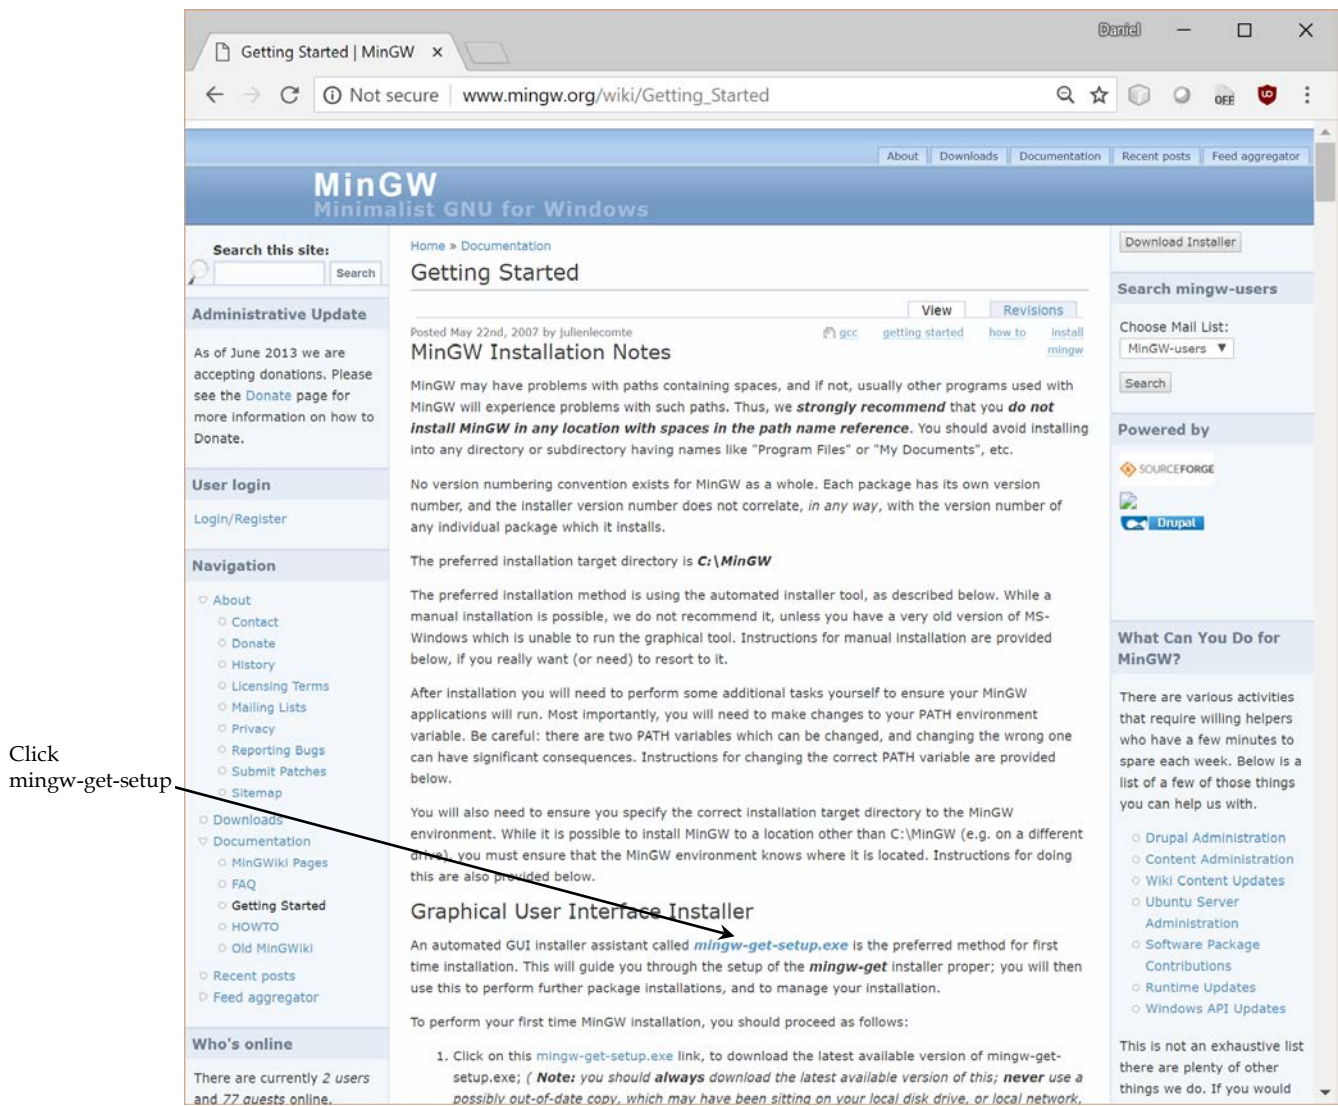 Daniel
Getting Started | MinGW ×
Not secure | www.mingw.org/wiki/Getting_Started
OFF
About
Downloads
Documentation
Recent posts
Feed aggregator
MinGW
Minimalist GNU for Windows
Search this site:
Search
Administrative Update
As of June 2013 we are
accepting donations. Please
see the Donate page for
more information on how to
Donate.
User login
Login/Register
Navigation
About
Contact
Donate
History
Licensing Terms
Mailing Lists
Privacy
Reporting Bugs
Submit Patches
Sitemap
Downloads
Documentation
MinGWiki Pages
FAQ
Getting Started
HOWTO
Old MinGWiki
Recent posts
Feed aggregator
Who's online
There are currently 2 users
and 77 guests online.
Click
mingw-get-setup
Home » Documentation
Getting Started
View
Revisions
Posted May 22nd, 2007 by julienlecomte
gcc getting started how to install
mingw
MinGW Installation Notes
MinGW may have problems with paths containing spaces, and if not, usually other programs used with
MinGW will experience problems with such paths. Thus, we strongly recommend that you do not
install MinGW in any location with spaces in the path name reference. You should avoid installing
into any directory or subdirectory having names like "Program Files" or "My Documents", etc.
No version numbering convention exists for MinGW as a whole. Each package has its own version
number, and the installer version number does not correlate, in any way, with the version number of
any individual package which it installs.
The preferred installation target directory is C:\MinGW
The preferred installation method is using the automated installer tool, as described below. While a
manual installation is possible, we do not recommend it, unless you have a very old version of MS-
Windows which is unable to run the graphical tool. Instructions for manual installation are provided
below, if you really want (or need) to resort to it.
After installation you will need to perform some additional tasks yourself to ensure your MinGW
applications will run. Most importantly, you will need to make changes to your PATH environment
variable. Be careful: there are two PATH variables which can be changed, and changing the wrong one
can have significant consequences. Instructions for changing the correct PATH variable are provided
below.
You will also need to ensure you specify the correct installation target directory to the MinGW
environment. While it is possible to install MinGW to a location other than C:\MinGW (e.g. on a different
drive), you must ensure that the MinGW environment knows where it is located. Instructions for doing
this are also provided below.
Graphical User Interface Installer
An automated GUI installer assistant called mingw-get-setup.exe is the preferred method for first
time installation. This will guide you through the setup of the mingw-get installer proper; you will then
use this to perform further package installations, and to manage your installation.
To perform your first time MinGW installation, you should proceed as follows:
1. Click on this mingw-get-setup.exe link, to download the latest available version of mingw-get-
setup.exe; ( Note: you should always download the latest available version of this; never use a
possibly out-of-date copy, which may have been sitting on your local disk drive, or local network,
Download Installer
Search mingw-users
Choose Mail List:
MinGW-users ▼
Search
Powered by
SOURCEFORGE
Drupal
What Can You Do for
MinGW?
There are various activities
that require willing helpers
who have a few minutes to
spare each week. Below is a
list of a few of those things
you can help us with.
Drupal Administration
Content Administration
Wiki Content Updates
Ubuntu Server
Administration
Software Package
Contributions
Runtime Updates
Windows API Updates
This is not an exhaustive list
there are plenty of other
things we do. If you would